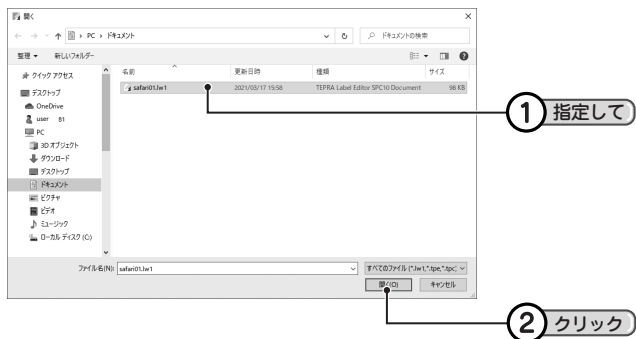 開く
PC › ドキュメント
ドキュメントの検索
整理 新しいフォルダー
名前 更新日時 種類 サイズ
safari01.lw1 2021/03/17 15:58 TEPRA Label Editor SPC10 Document 98 KB
クイック アクセス
デスクトップ
OneDrive
user 81
PC
3D オブジェクト
ダウンロード
デスクトップ
ドキュメント
ピクチャ
ビデオ
ミュージック
ローカル ディスク (C:)
ファイル名(N): safari01.lw1 すべてのファイル (*.lw1,*.tpe,*.tpc,
開く(O) キャンセル
1 指定して
2 クリック